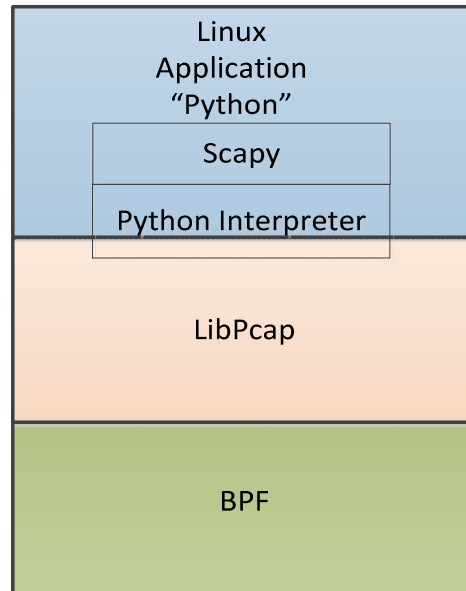 Linux
Application
“Python”
Scapy
Python Interpreter
LibPcap
BPF